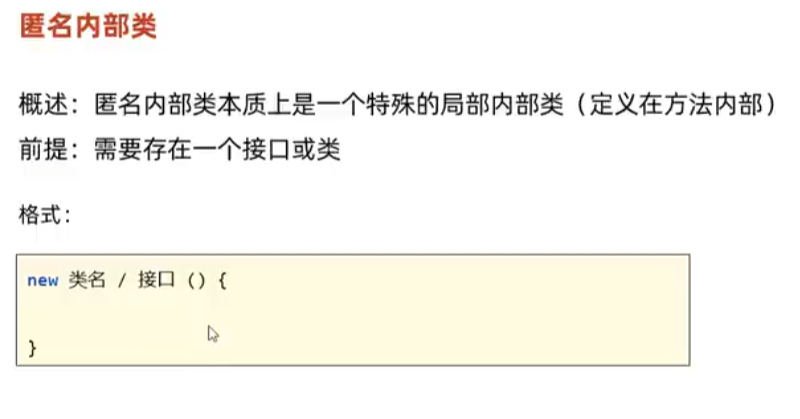 匿名内部类
概述：匿名内部类本质上是一个特殊的局部内部类（定义在方法内部）
前提：需要存在一个接口或类
格式：
new 类名 / 接口 () {
}